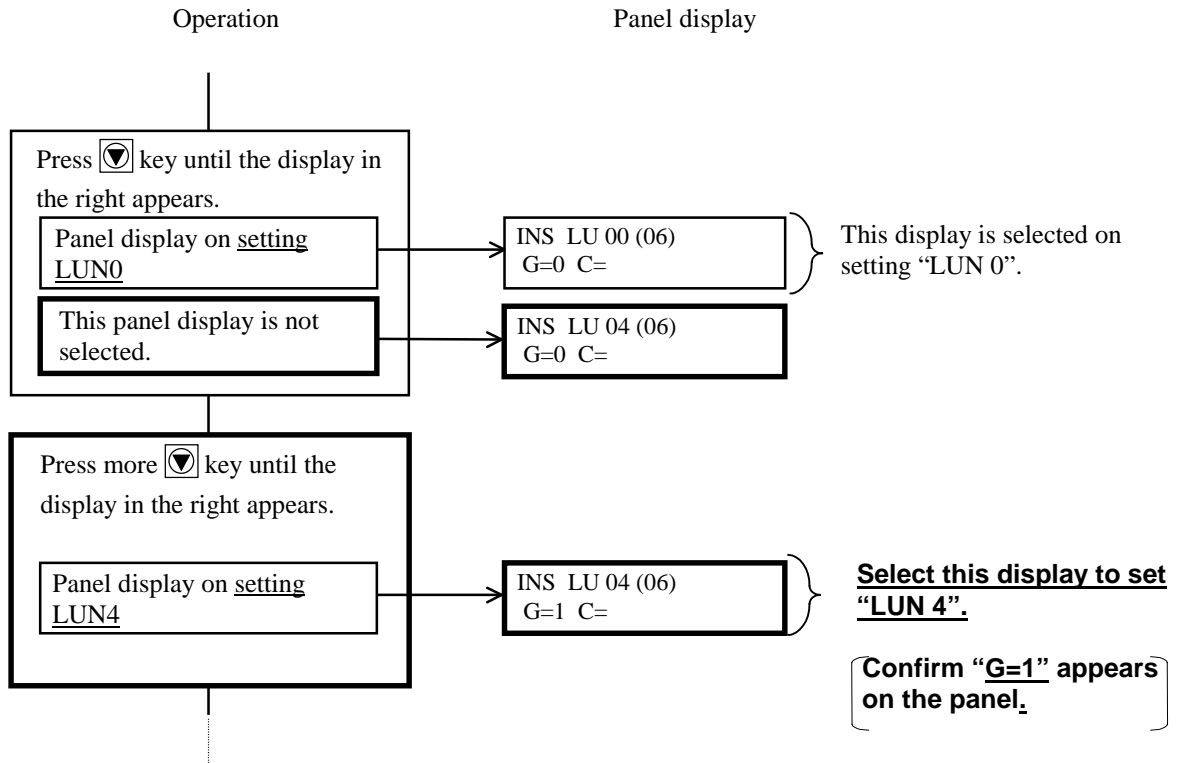 Operation
Panel display
Press key until the display in
the right appears.
Panel display on setting
LUN0
INS LU 00 (06)
G=0 C=
This display is selected on
setting “LUN 0”.
This panel display is not
selected.
INS LU 04 (06)
G=0 C=
Press more key until the
display in the right appears.
Panel display on setting
LUN4
INS LU 04 (06)
G=1 C=
Select this display to set
“LUN 4”.
Confirm “G=1” appears
on the panel.